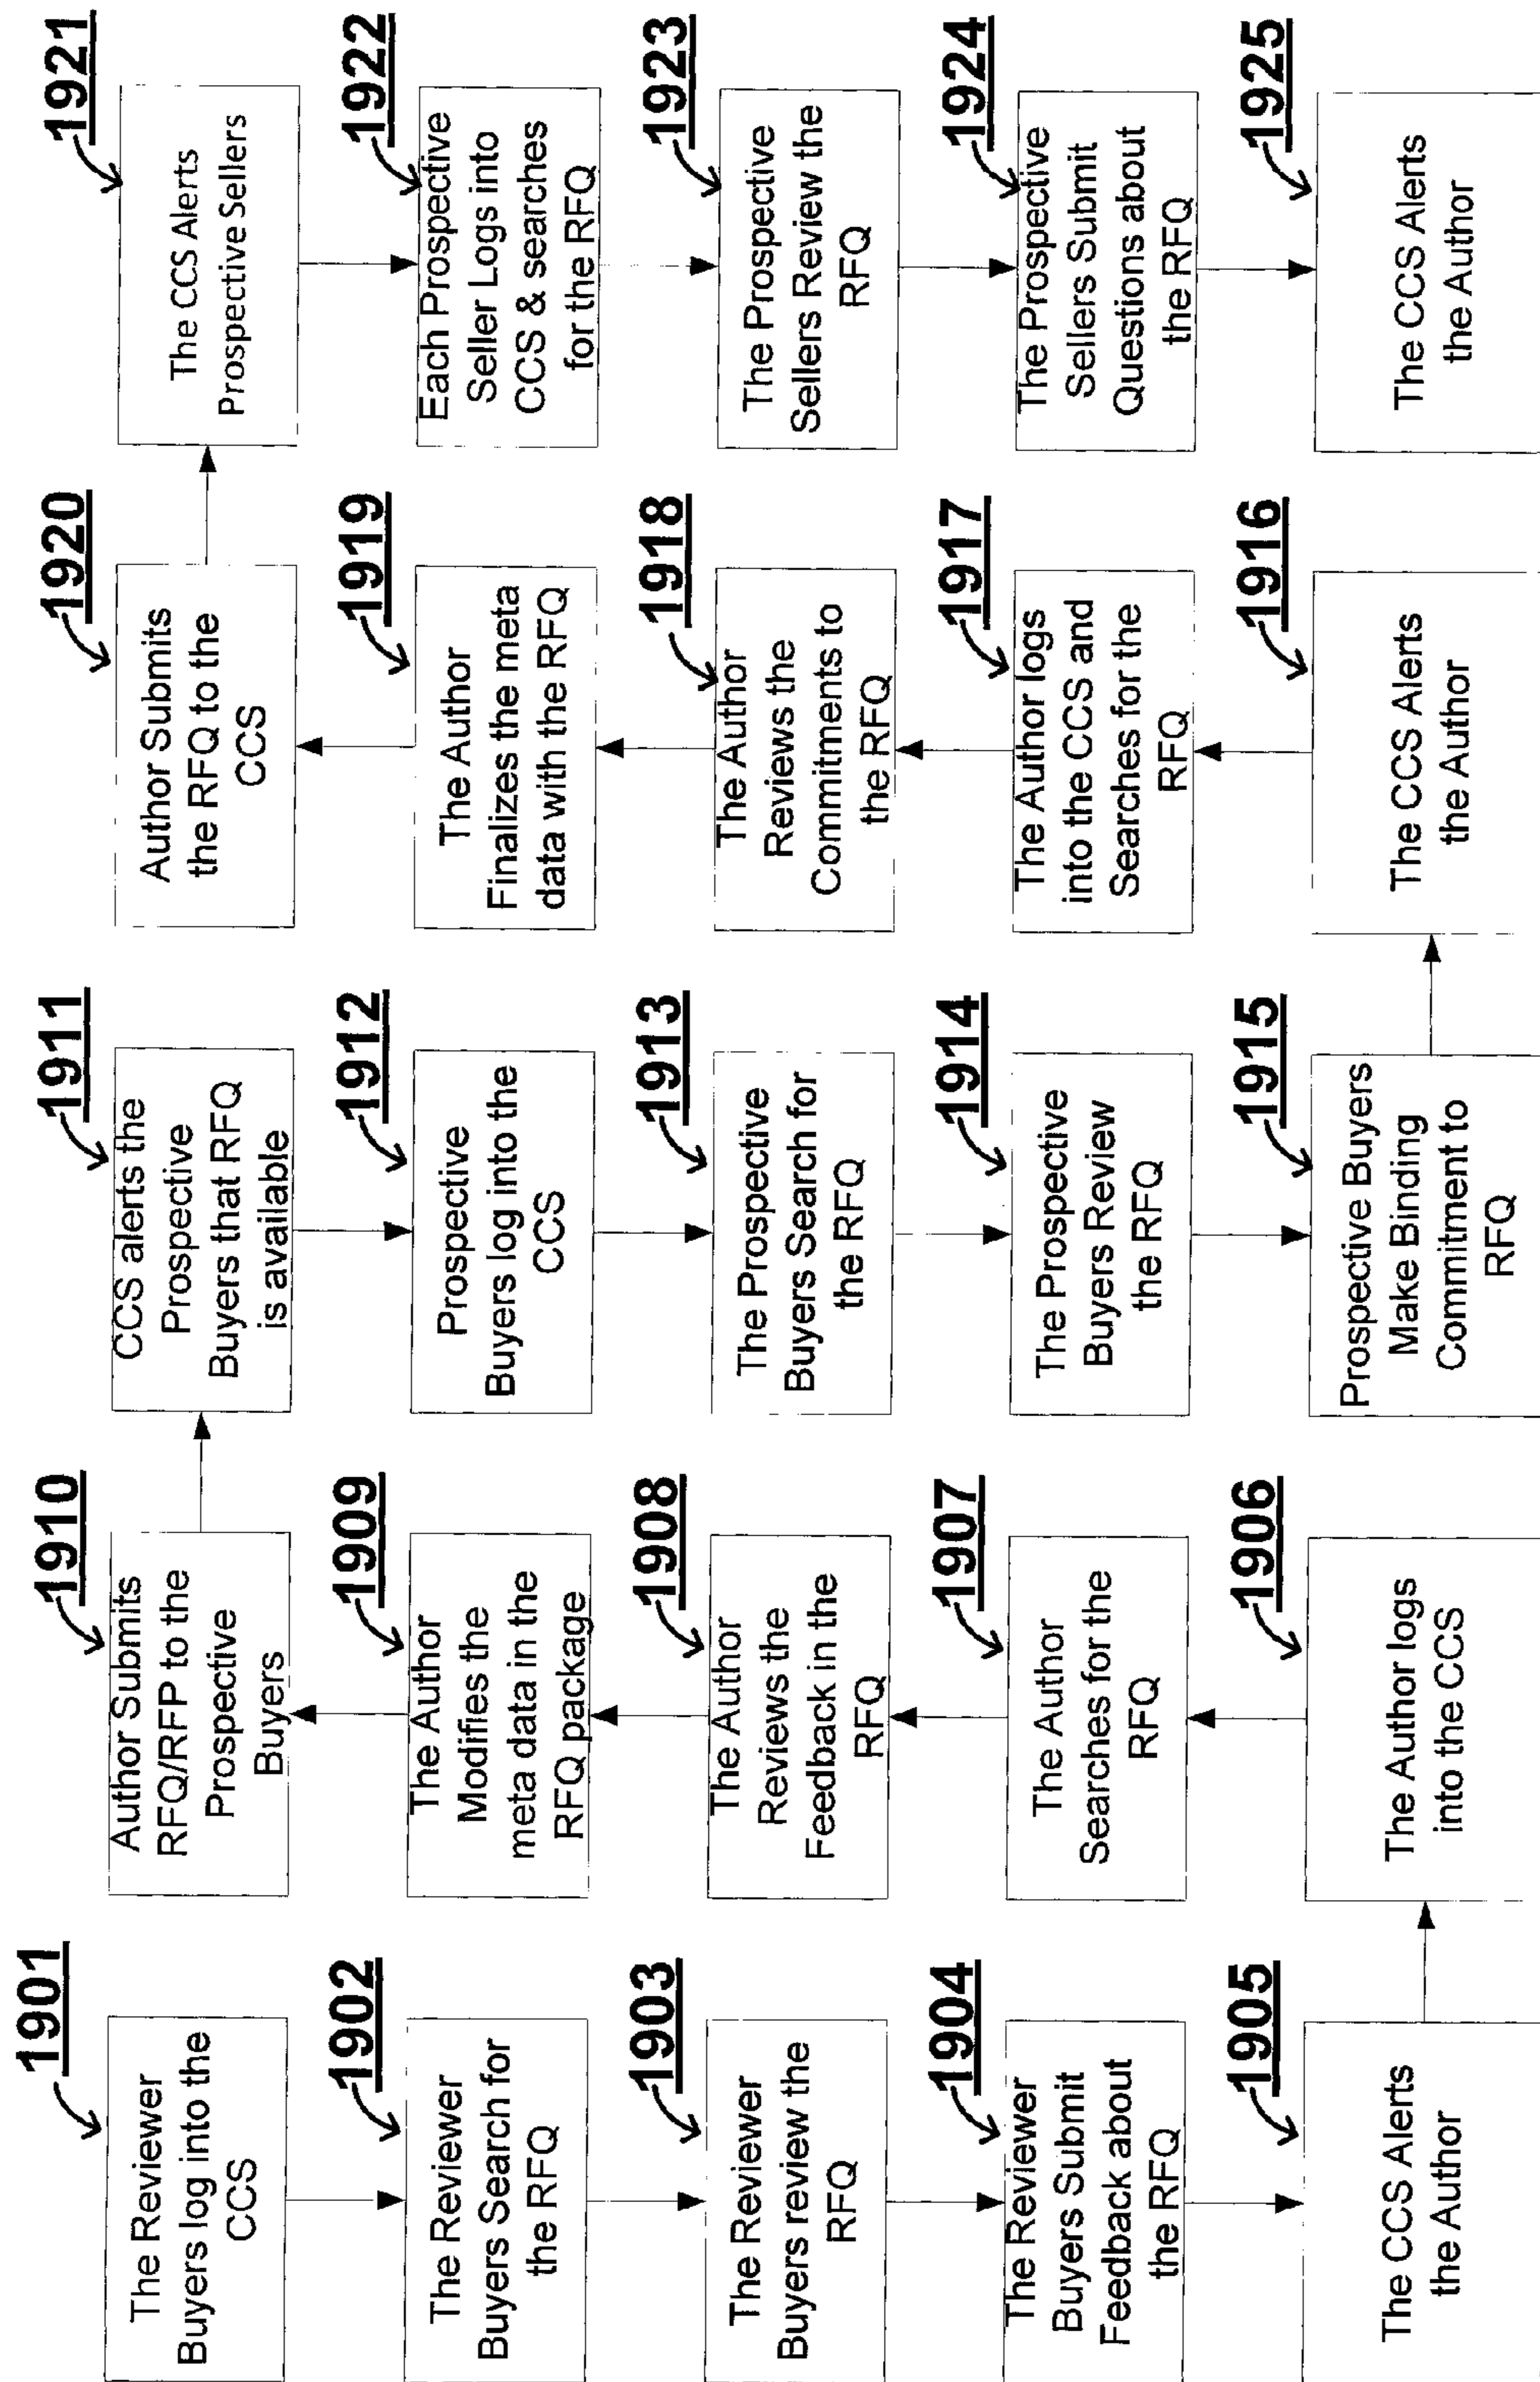 1901
The Reviewer
Buyers log into the
CCS
1902
The Reviewer
Buyers Search for
the RFQ
1903
The Reviewer
Buyers review the
RFQ
1904
The Reviewer
Buyers Submit
Feedback about
the RFQ
1905
The CCS Alerts
the Author
1906
The Author logs
into the CCS
1907
The Author
Searches for the
RFQ
1908
The Author
Reviews the
Feedback in the
RFQ
1909
The Author
Modifies the
meta data in the
RFQ package
1910
Author Submits
RFQ/RFP to the
Prospective
Buyers
1911
CCS alerts the
Prospective
Buyers that RFQ
is available
1912
Prospective
Buyers log into the
CCS
1913
The Prospective
Buyers Search for
the RFQ
1914
The Prospective
Buyers Review
the RFQ
1915
Prospective Buyers
Make Binding
Commitment to
RFQ
1916
The CCS Alerts
the Author
1917
The Author logs
into the CCS and
Searches for the
RFQ
1918
The Author
Reviews the
Commitments to
the RFQ
1919
The Author
Finalizes the meta
data with the RFQ
1920
Author Submits
the RFQ to the
CCS
1921
The CCS Alerts
Prospective Sellers
1922
Each Prospective
Seller Logs into
CCS & searches
for the RFQ
1923
The Prospective
Sellers Review the
RFQ
1924
The Prospective
Sellers Submit
Questions about
the RFQ
1925
The CCS Alerts
the Author